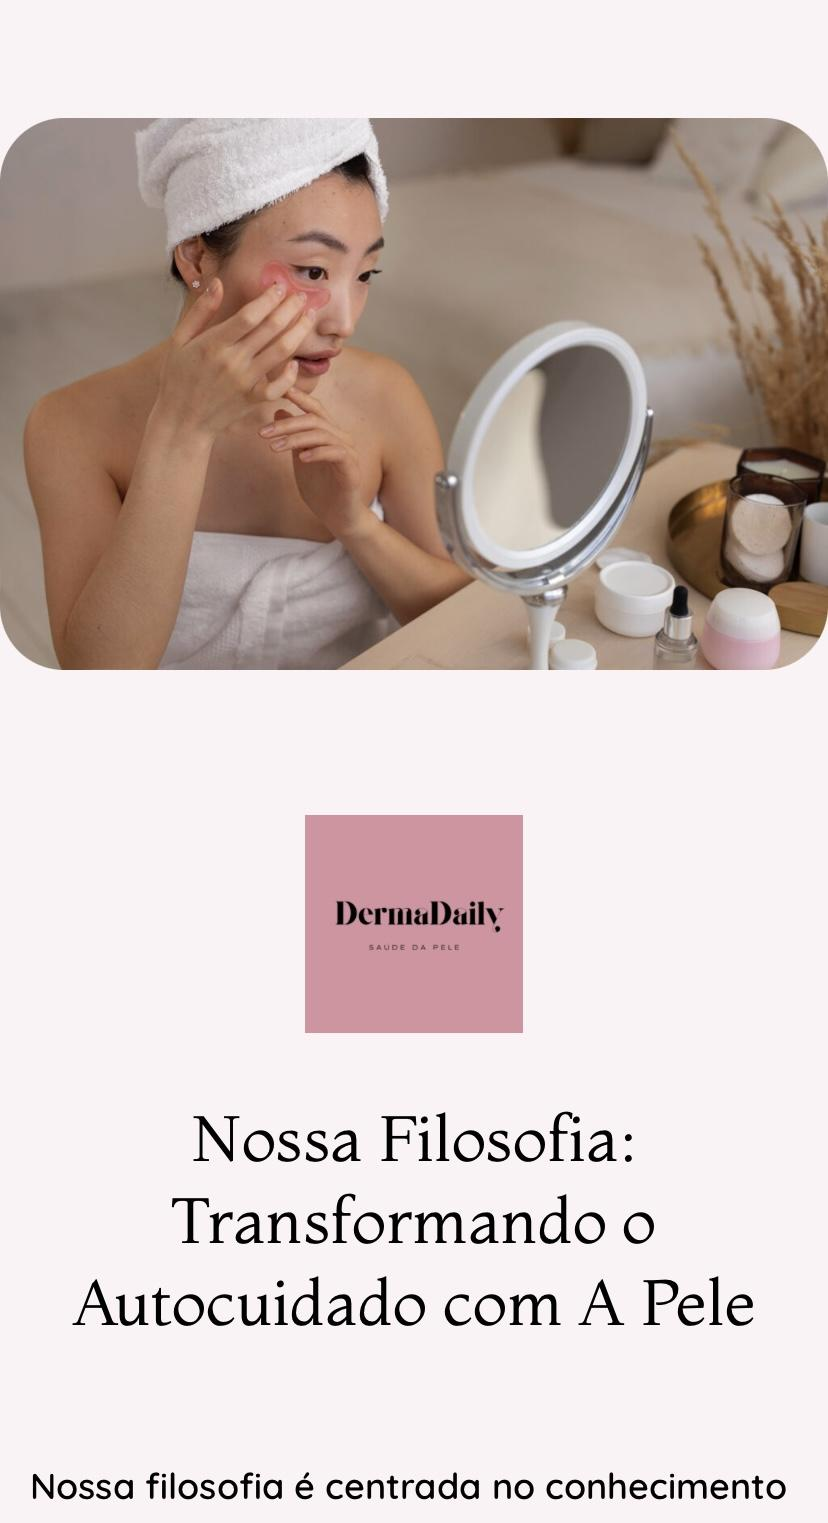 DermaDaily
SAUDE DA PELE
Nossa Filosofia:
Transformando o
Autocuidado com A Pele
Nossa filosofia é centrada no conhecimento